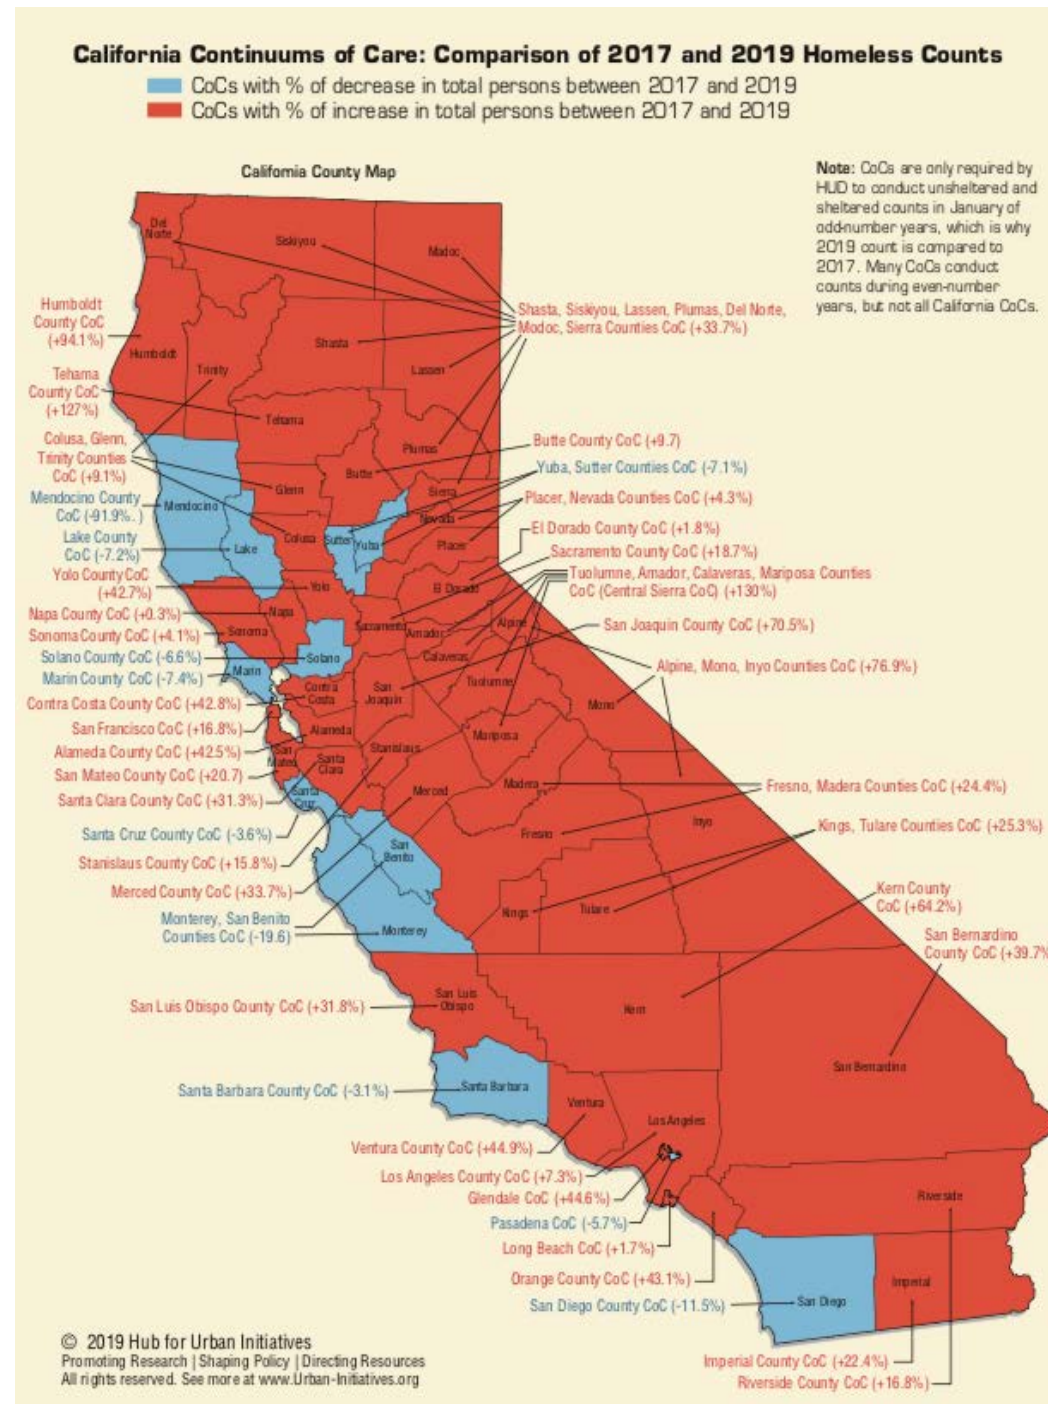 California Continuums of Care: Comparison of 2017 and 2019 Homeless Counts
CoCs with % of decrease in total persons between 2017 and 2019
CoCs with % of increase in total persons between 2017 and 2019
California County Map
Note: CoCs are only required by
HUD to conduct unsheltered and
sheltered counts in January of
odd-number years, which is why
2019 count is compared to
2017. Many CoCs conduct
counts during even-number
years, but not all California CoCs.
Del
Norte
Siskiyou
Madoc
Humboldt
County CoC
(+94.1%)
Shasta, Siskiyou, Lassen, Plumas, Del Norte,
Modoc, Sierra Counties CoC (+33.7%)
Humboldt
Trinity
Shasta
Lassen
Tehama
County CoC
(+127%)
Tehama
Plumas
Colusa, Glenn,
Trinity Counties
CoC (+9.1%)
Butte County CoC (+9.7)
Yuba, Sutter Counties CoC (-7.1%)
Butte
Glenn
Sierra
Mendocino County
CoC (-91.9%. )
Mendocino
Placer, Nevada Counties CoC (+4.3%)
Nevada
El Dorado County CoC (+1.8%)
Lake County
CoC (-7.2%)
Lake
Colusa
Sutter
Yuba
Placer
Sacramento County CoC (+18.7%)
Yolo County CoC
(+42.7%)
Yolo
El Dorado
Tuolumne, Amador, Calaveras, Mariposa Counties
CoC (Central Sierra CoC) (+130%)
Napa County CoC (+0.3%)
Napa
Sonoma County CoC (+4.1%)
Sonoma
Sacramento
Amador
Alpine
San Joaquin County CoC (+70.5%)
Solano County CoC (-6.6%)
Solano
Calaveras
Marin County CoC (-7.4%)
Marin
Alpine, Mono, Inyo Counties CoC (+76.9%)
Contra Costa County CoC (+42.8%)
Contra
Costa
San
Joaquin
Tuolumne
Mono
San Francisco CoC (+16.8%)
Alameda
Mariposa
Alameda County CoC (+42.5%)
San
Mateo
Santa
Clara
Stanislaus
San Mateo County CoC (+20.7)
Santa Clara County CoC (+31.3%)
Santa
Cruz
Merced
Madera
Fresno, Madera Counties CoC (+24.4%)
Santa Cruz County CoC (-3.6%)
Fresno
Inyo
Kings, Tulare Counties CoC (+25.3%)
Stanislaus County CoC (+15.8%)
San
Benito
Merced County CoC (+33.7%)
Kern County
CoC (+64.2%)
Monterey, San Benito
Counties CoC (-19.6)
Monterey
Kings
Tulare
San Bernardino
County CoC (+39.7%
San Luis Obispo County CoC (+31.8%)
San Luis
Obispo
Kern
San Bernardino
Santa Barbara County CoC (-3.1%)
Santa Barbara
Ventura
Los Angeles
Ventura County CoC (+44.9%)
Los Angeles County CoC (+7.3%)
Glendale CoC (+44.6%)
Pasadena CoC (-5.7%)
Long Beach CoC (+1.7%)
Orange County CoC (+43.1%)
San Diego County CoC (-11.5%)
Riverside
San Diego
Imperial
Imperial County CoC (+22.4%)
Riverside County CoC (+16.8%)
© 2019 Hub for Urban Initiatives
Promoting Research | Shaping Policy | Directing Resources
All rights reserved. See more at www.Urban-Initiatives.org